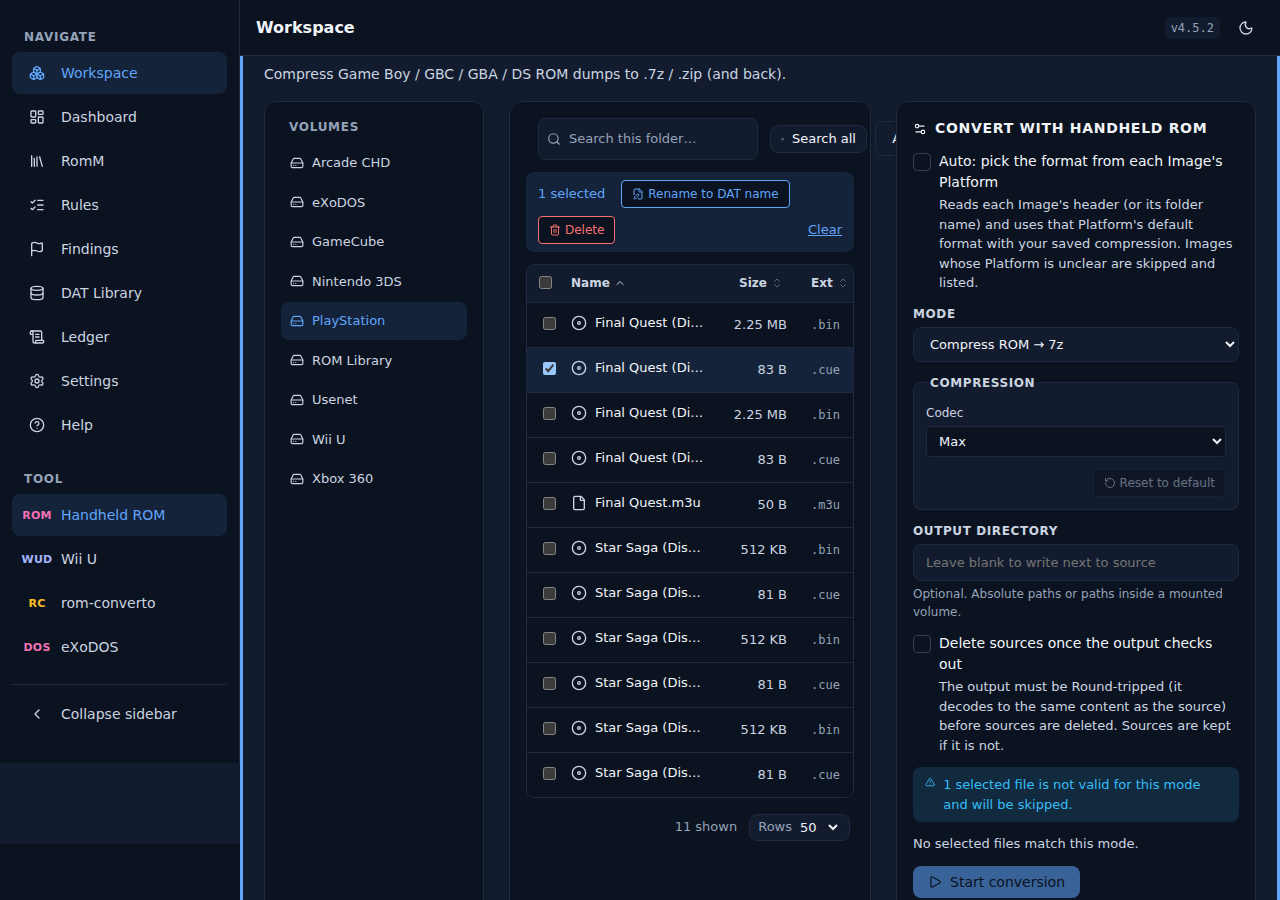 NAVIGATE
Workspace
Dashboard
RomM
Rules
Findings
DAT Library
Ledger
Settings
Help
TOOL
ROM Handheld ROM
WUD Wii U
RC rom-converto
DOS eXoDOS
Collapse sidebar
Workspace
v4.5.2
Compress Game Boy / GBC / GBA / DS ROM dumps to .7z / .zip (and back).
VOLUMES
Arcade CHD
eXoDOS
GameCube
Nintendo 3DS
PlayStation
ROM Library
Usenet
Wii U
Xbox 360
Search this folder…
Search all
1 selected
Rename to DAT name
Delete
Clear
Name Size Ext
Final Quest (Di… 2.25 MB .bin
Final Quest (Di… 83 B .cue
Final Quest (Di… 2.25 MB .bin
Final Quest (Di… 83 B .cue
Final Quest.m3u 50 B .m3u
Star Saga (Dis… 512 KB .bin
Star Saga (Dis… 81 B .cue
Star Saga (Dis… 512 KB .bin
Star Saga (Dis… 81 B .cue
Star Saga (Dis… 512 KB .bin
Star Saga (Dis… 81 B .cue
11 shown
Rows 50
CONVERT WITH HANDHELD ROM
Auto: pick the format from each Image's
Platform
Reads each Image's header (or its folder
name) and uses that Platform's default
format with your saved compression. Images
whose Platform is unclear are skipped and
listed.
MODE
Compress ROM → 7z
COMPRESSION
Codec
Max
Reset to default
OUTPUT DIRECTORY
Leave blank to write next to source
Optional. Absolute paths or paths inside a mounted
volume.
Delete sources once the output checks
out
The output must be Round-tripped (it
decodes to the same content as the source)
before sources are deleted. Sources are kept
if it is not.
1 selected file is not valid for this mode
and will be skipped.
No selected files match this mode.
Start conversion